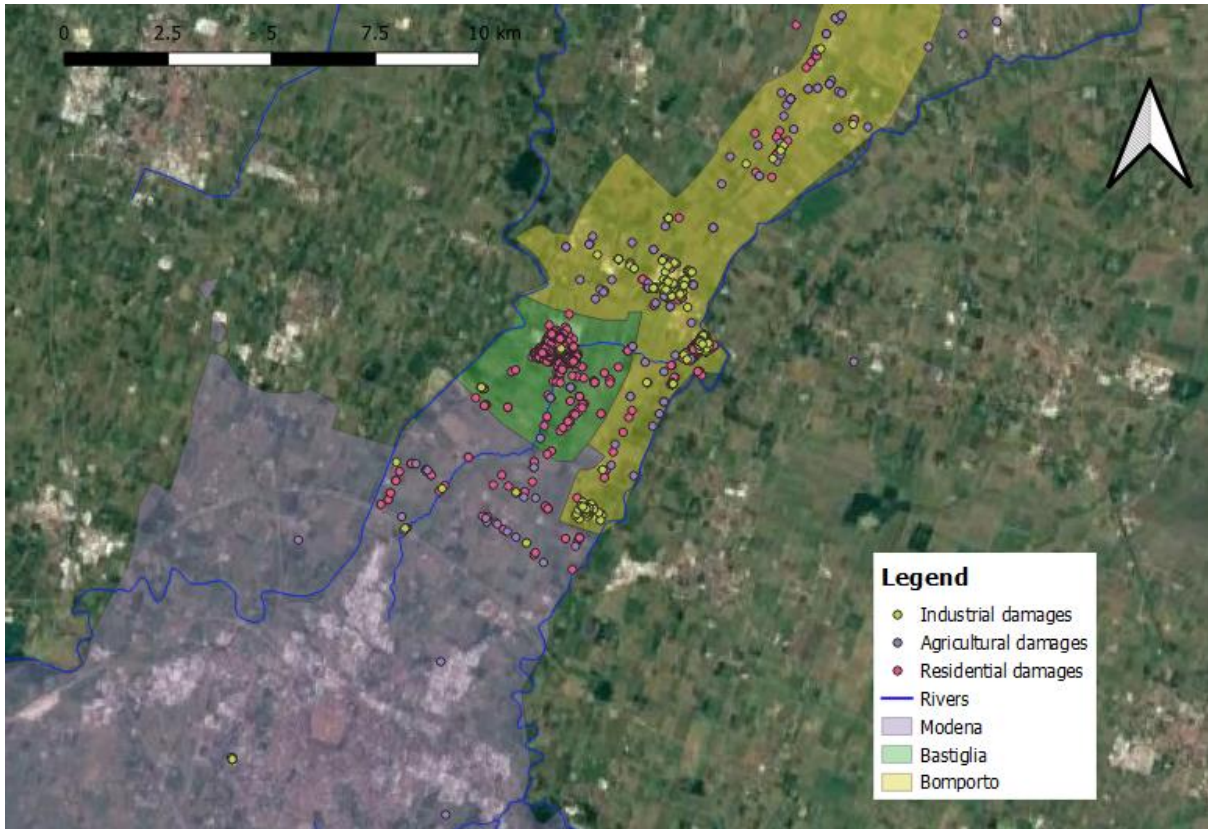 0 2.5 5 7.5 10 km
Legend
Industrial damages
Agricultural damages
Residential damages
Rivers
Modena
Bastiglia
Bomporto